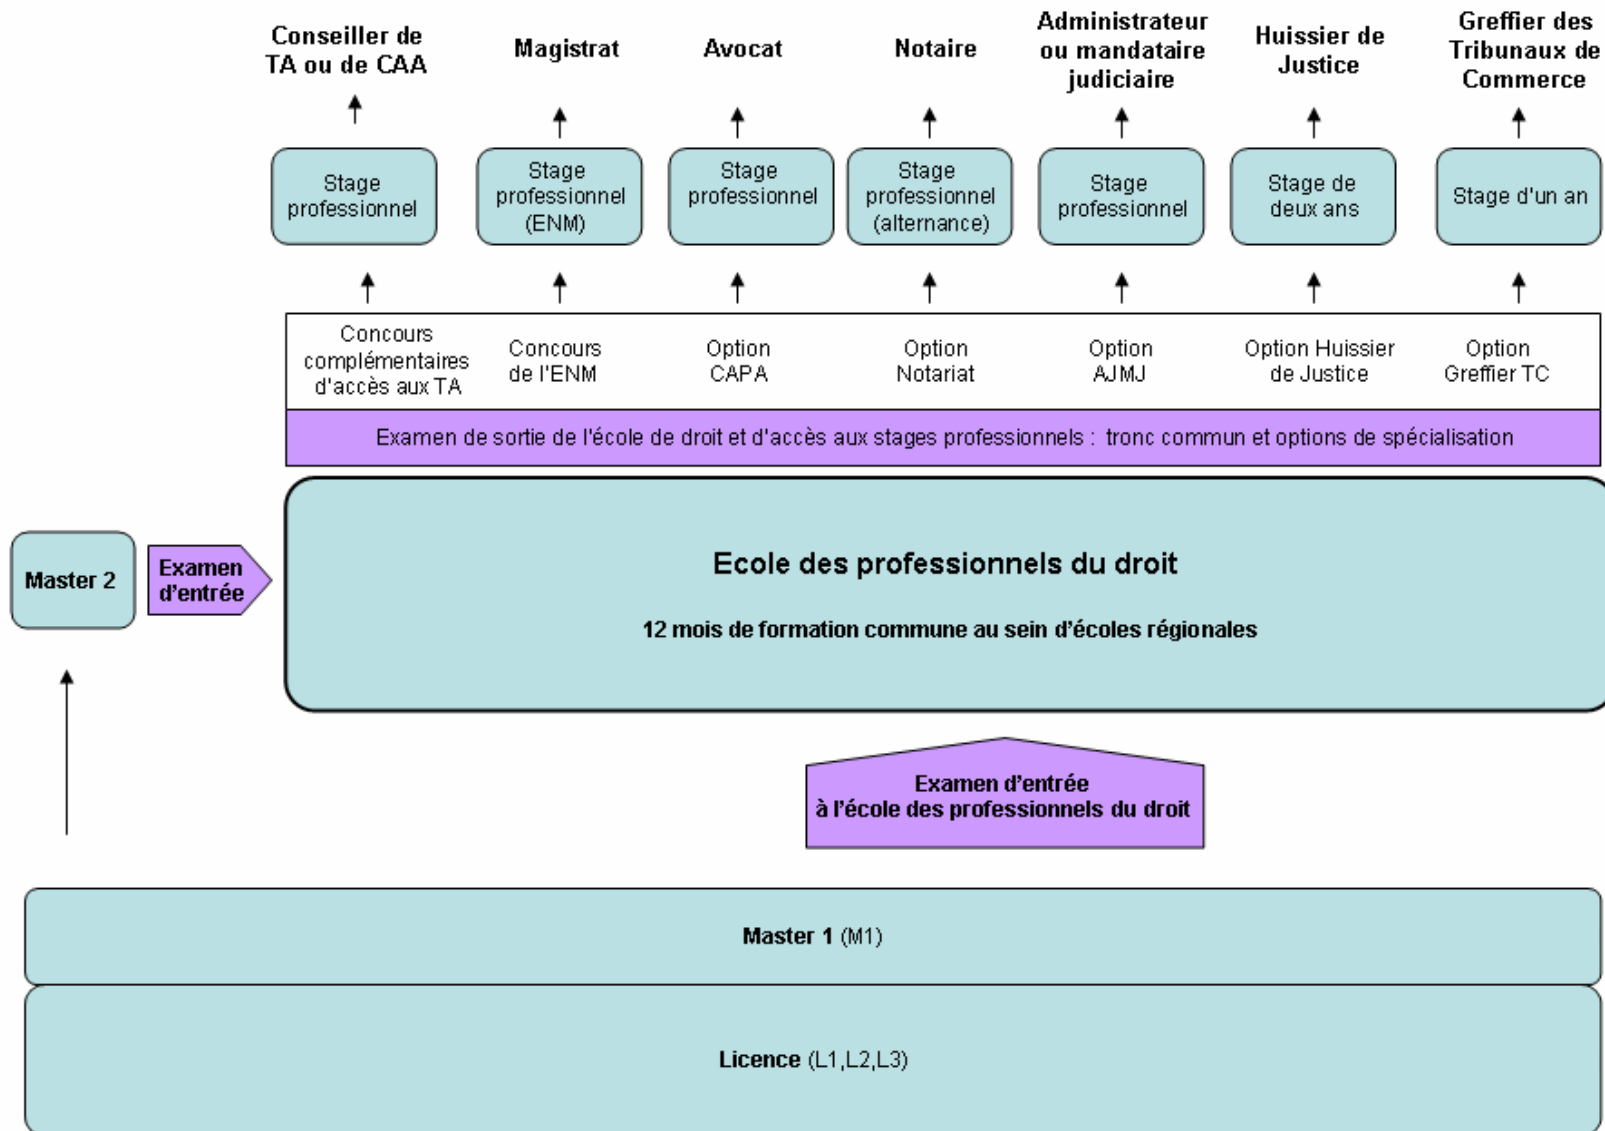 Conseiller de
TA ou de CAA
Magistrat
Avocat
Notaire
Administrateur
ou mandataire
judiciaire
Huissier de
Justice
Greffier des
Tribunaux de
Commerce
Stage
professionnel
Stage
professionnel
(ENM)
Stage
professionnel
Stage
professionnel
(alternance)
Stage
professionnel
Stage de
deux ans
Stage d'un an
Concours
complémentaires
d'accès aux TA
Concours
de l'ENM
Option
CAPA
Option
Notariat
Option
AJMJ
Option Huissier
de Justice
Option
Greffier TC
Examen de sortie de l'école de droit et d'accès aux stages professionnels : tronc commun et options de spécialisation
Master 2
Examen
d'entrée
Ecole des professionnels du droit
12 mois de formation commune au sein d'écoles régionales
Examen d'entrée
à l'école des professionnels du droit
Master 1 (M1)
Licence (L1,L2,L3)